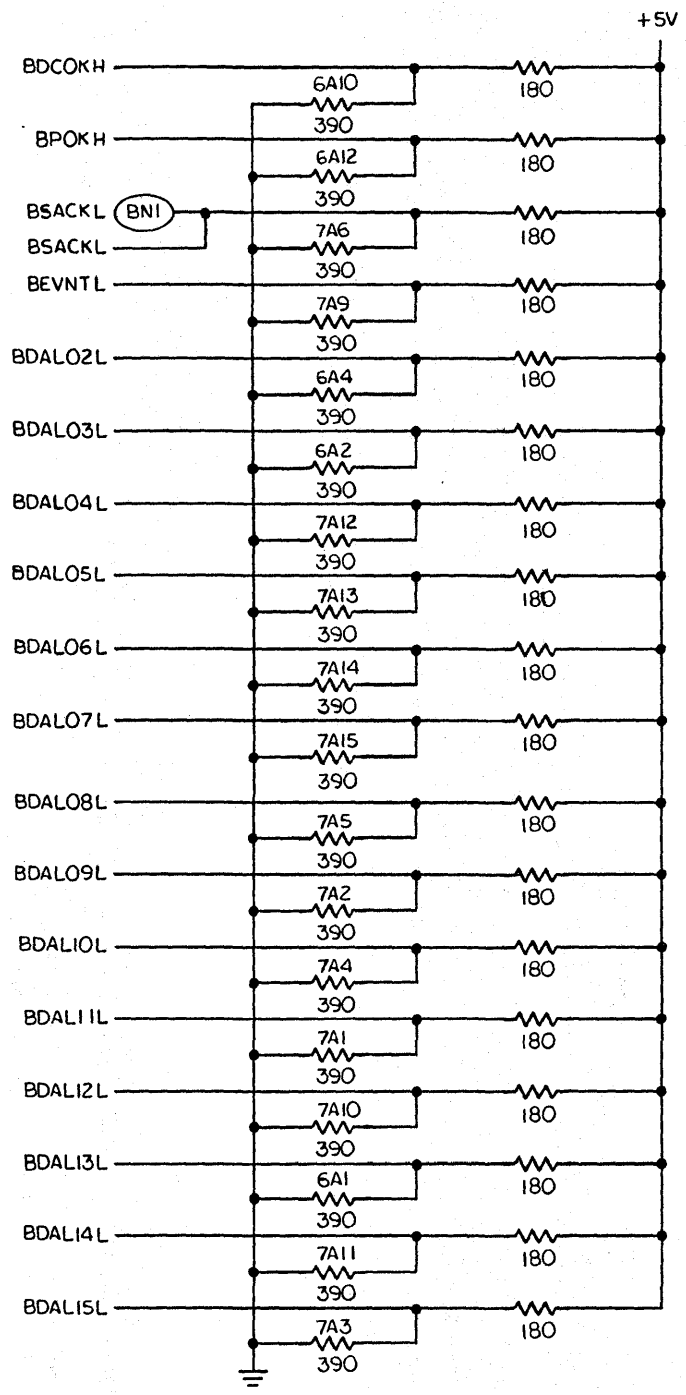 +5V
BDCOKH
6A10
180
390
BPOKH
6A12
180
390
BSACKL BN1
7A6
180
BSACKL
390
BEVNTL
7A9
180
390
BDAL02L
6A4
180
390
BDAL03L
6A2
180
390
BDAL04L
7A12
180
390
BDAL05L
7A13
180
390
BDAL06L
7A14
180
390
BDAL07L
7A15
180
390
BDAL08L
7A5
180
390
BDAL09L
7A2
180
390
BDAL10L
7A4
180
390
BDAL11L
7A1
180
390
BDAL12L
7A10
180
390
BDAL13L
6A1
180
390
BDAL14L
7A11
180
390
BDAL15L
7A3
180
390